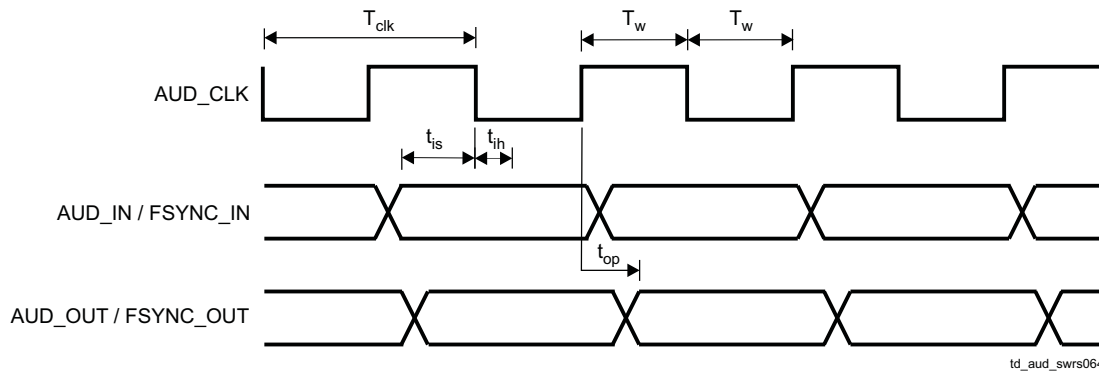 T_clk
T_w
T_w
AUD_CLK
t_is
t_ih
AUD_IN / FSYNC_IN
t_op
AUD_OUT / FSYNC_OUT
td_aud_swrs064